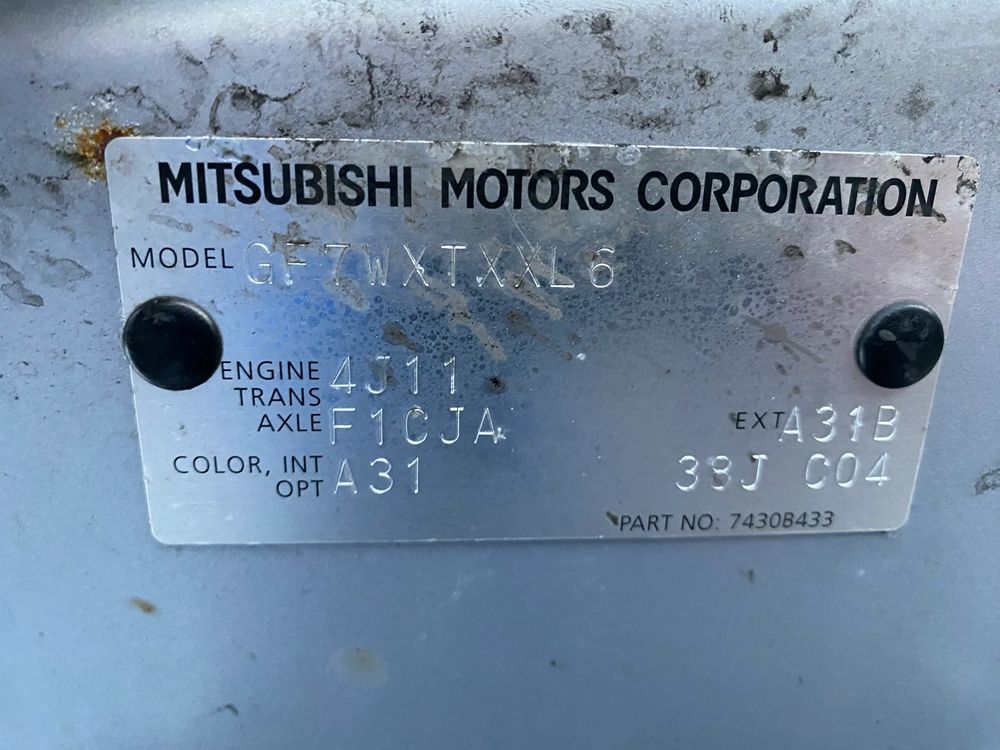 MITSUBISHI MOTORS CORPORATION
MODEL GF7WXTXXL6
ENGINE 4J11
TRANS
AXLE F1CJA EXT A31B
COLOR, INT A31 38J C04
OPT
PART NO: 7430B433